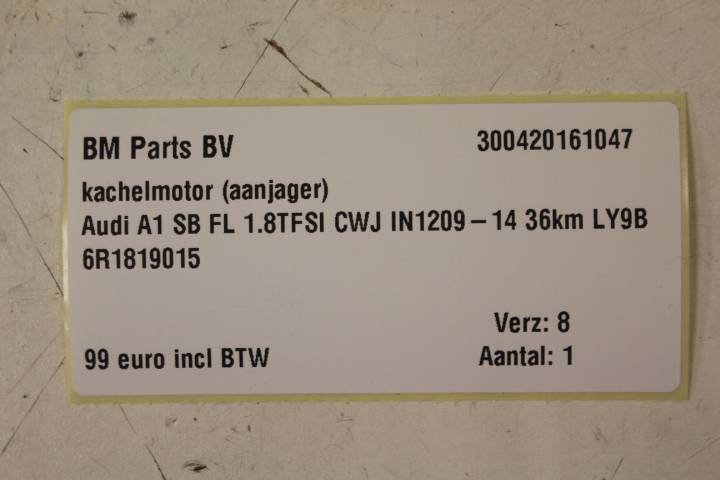 BM Parts BV 300420161047
kachelmotor (aanjager)
Audi A1 SB FL 1.8TFSI CWJ IN1209-14 36km LY9B
6R1819015
Verz: 8
99 euro incl BTW Aantal: 1